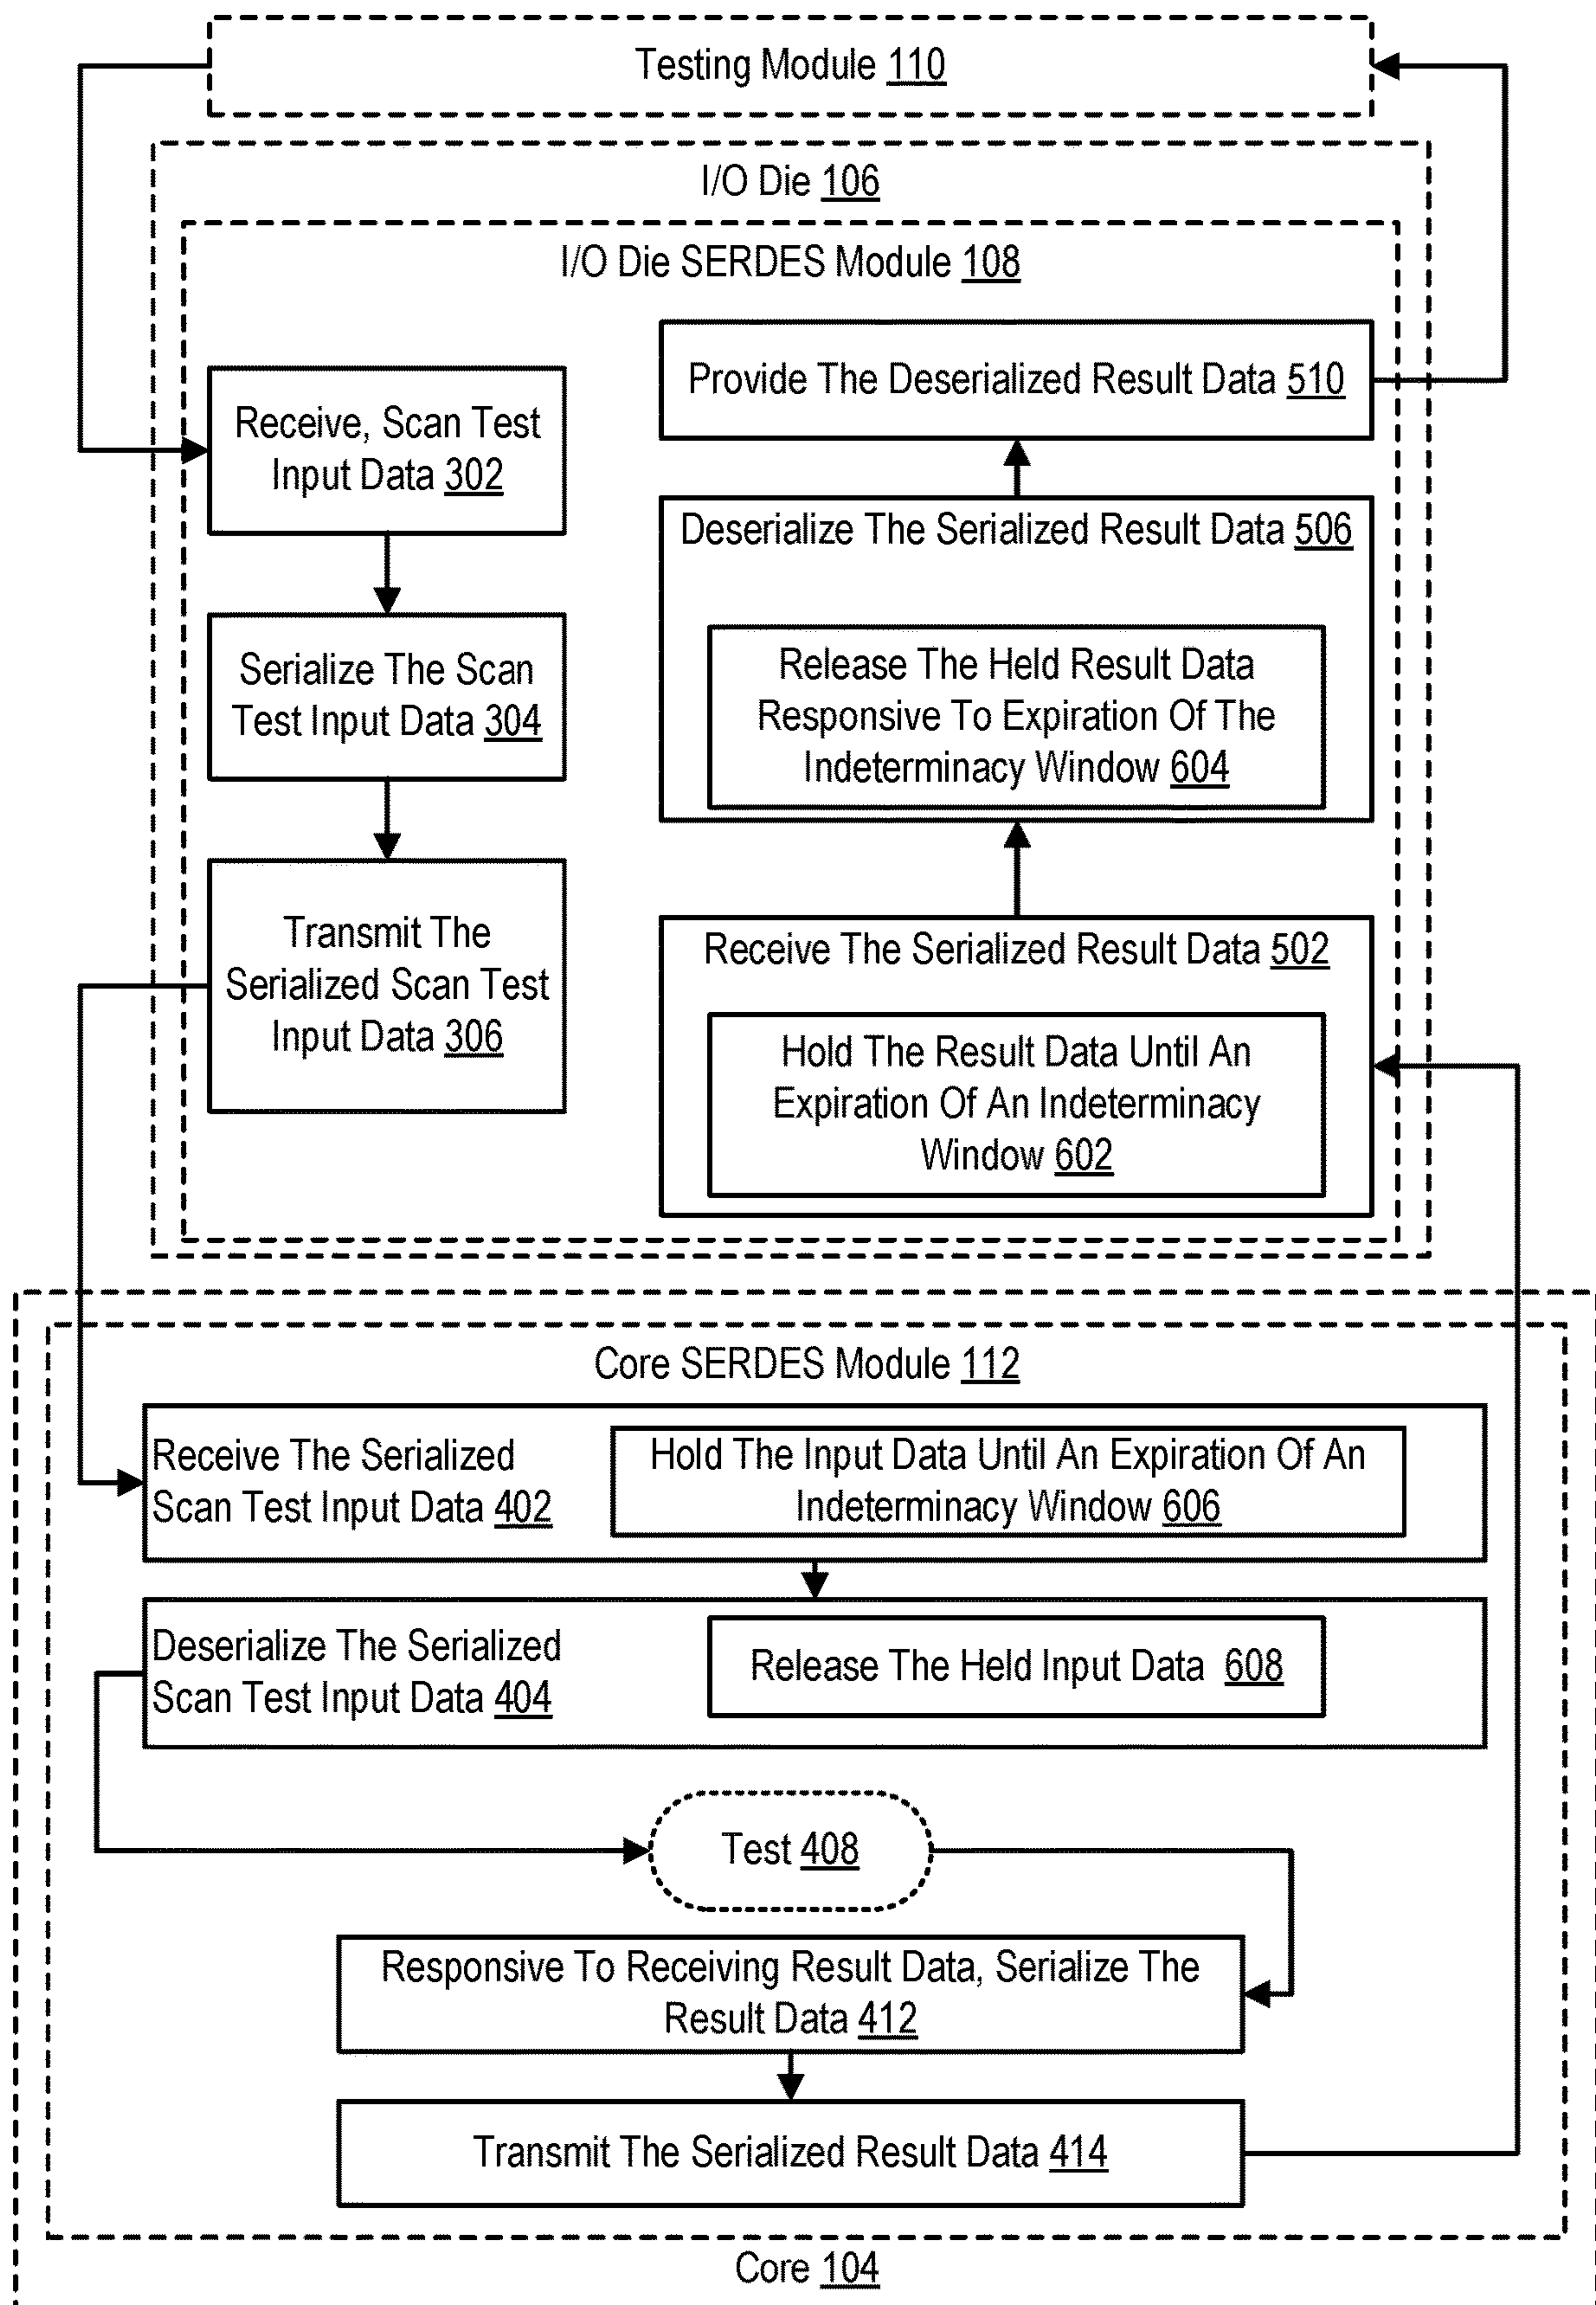 Testing Module 110
I/O Die 106
I/O Die SERDES Module 108
Receive, Scan Test
Input Data 302
Serialize The Scan
Test Input Data 304
Transmit The
Serialized Scan Test
Input Data 306
Provide The Deserialized Result Data 510
Deserialize The Serialized Result Data 506
Release The Held Result Data
Responsive To Expiration Of The
Indeterminacy Window 604
Receive The Serialized Result Data 502
Hold The Result Data Until An
Expiration Of An Indeterminacy
Window 602
Core SERDES Module 112
Receive The Serialized
Scan Test Input Data 402
Hold The Input Data Until An Expiration Of An
Indeterminacy Window 606
Deserialize The Serialized
Scan Test Input Data 404
Release The Held Input Data 608
Test 408
Responsive To Receiving Result Data, Serialize The
Result Data 412
Transmit The Serialized Result Data 414
Core 104